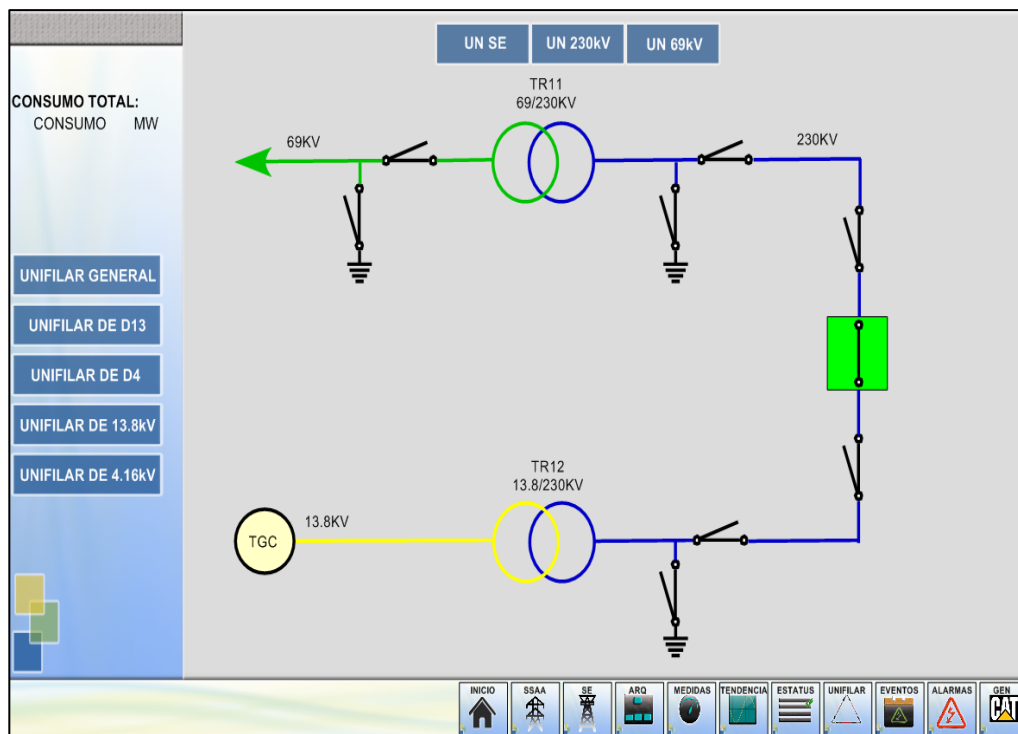 UN SE
UN 230kV
UN 69kV
CONSUMO TOTAL:
CONSUMO MW
TR11
69/230KV
69KV
230KV
UNIFILAR GENERAL
UNIFILAR DE D13
UNIFILAR DE D4
UNIFILAR DE 13.8kV
UNIFILAR DE 4.16kV
TR12
13.8/230KV
13.8KV
TGC
INICIO
SSAA
SE
ARQ
MEDIDAS
TENDENCIA
ESTATUS
UNIFILAR
EVENTOS
ALARMAS
GEN
CAT